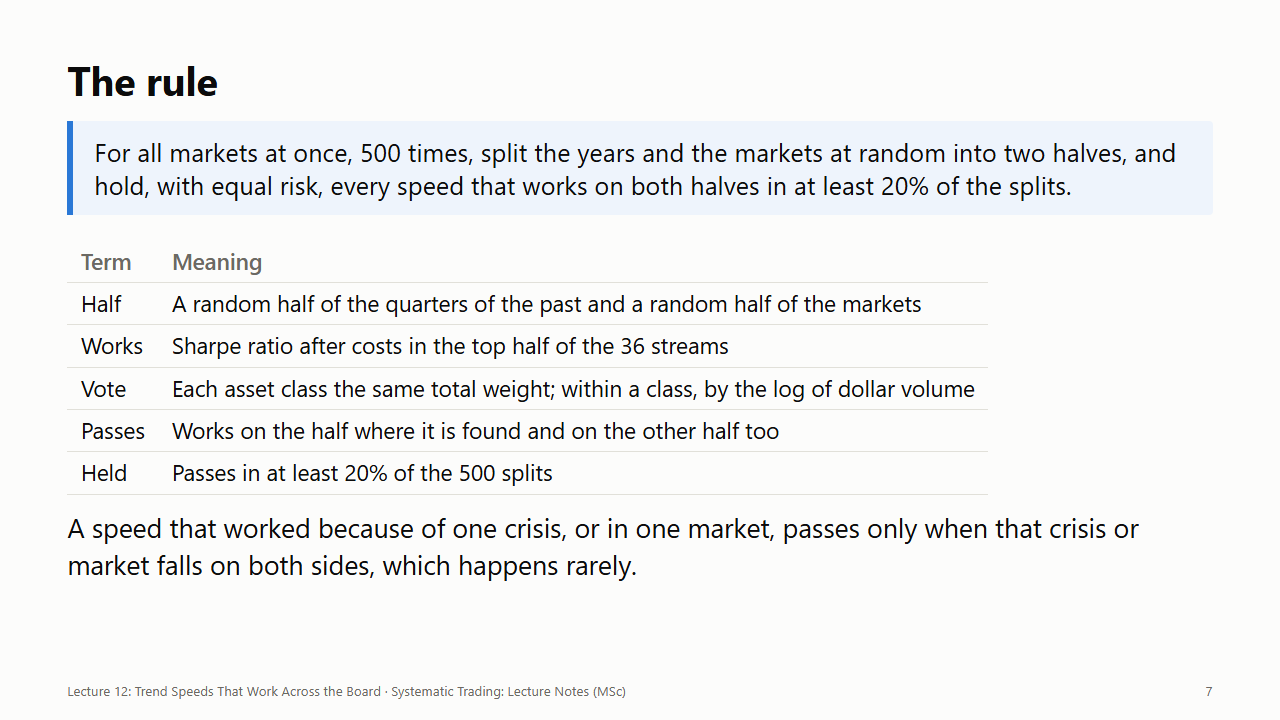 The rule
For all markets at once, 500 times, split the years and the markets at random into two halves, and
hold, with equal risk, every speed that works on both halves in at least 20% of the splits.
Term Meaning
Half A random half of the quarters of the past and a random half of the markets
Works Sharpe ratio after costs in the top half of the 36 streams
Vote Each asset class the same total weight; within a class, by the log of dollar volume
Passes Works on the half where it is found and on the other half too
Held Passes in at least 20% of the 500 splits
A speed that worked because of one crisis, or in one market, passes only when that crisis or
market falls on both sides, which happens rarely.
Lecture 12: Trend Speeds That Work Across the Board · Systematic Trading: Lecture Notes (MSc) 7